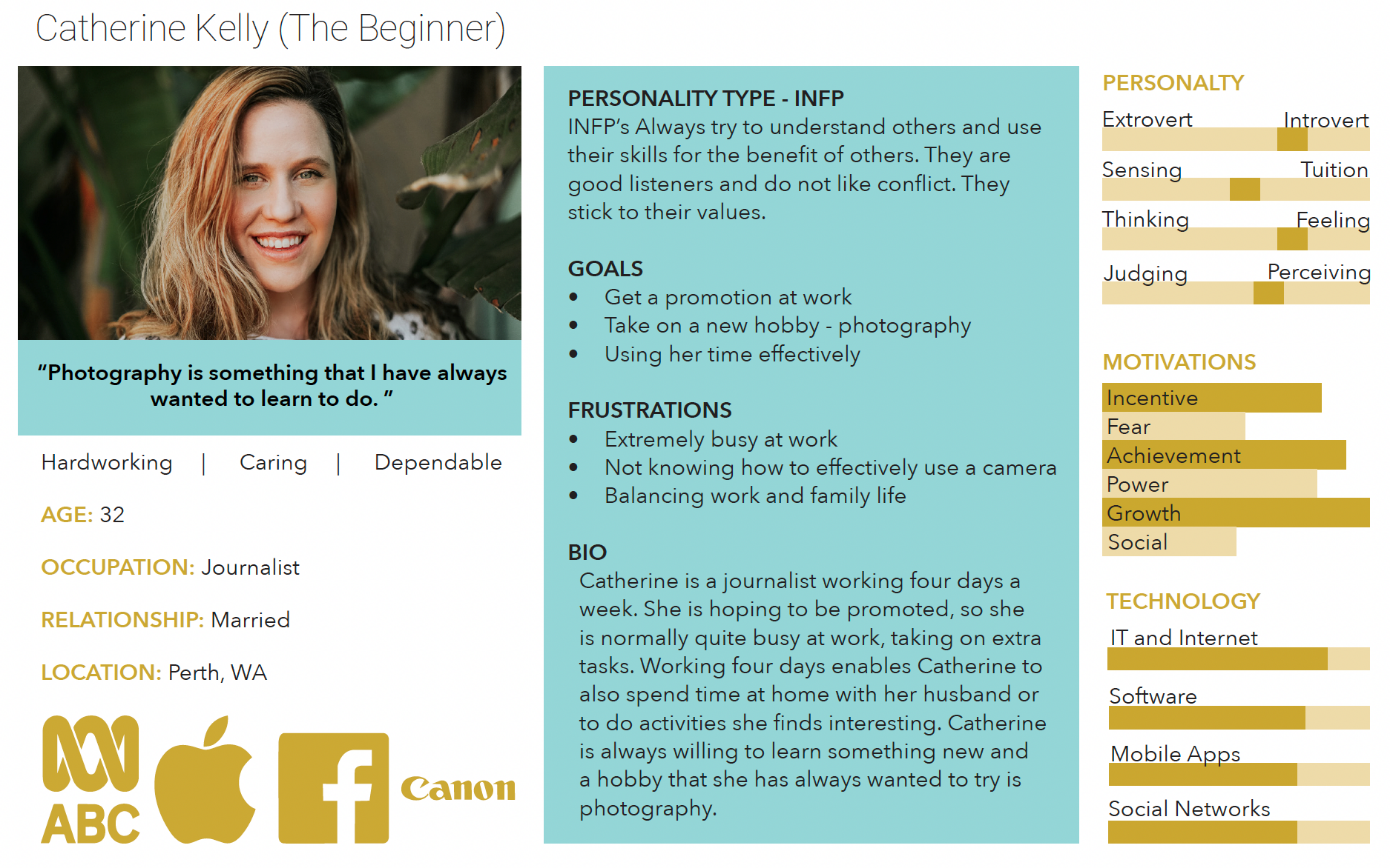 Catherine Kelly (The Beginner)
“Photography is something that I have always
wanted to learn to do. ”
Hardworking | Caring | Dependable
AGE: 32
OCCUPATION: Journalist
RELATIONSHIP: Married
LOCATION: Perth, WA
ABC
f
Canon
PERSONALITY TYPE - INFP
INFP’s Always try to understand others and use
their skills for the benefit of others. They are
good listeners and do not like conflict. They
stick to their values.
GOALS
• Get a promotion at work
• Take on a new hobby - photography
• Using her time effectively
FRUSTRATIONS
• Extremely busy at work
• Not knowing how to effectively use a camera
• Balancing work and family life
BIO
Catherine is a journalist working four days a
week. She is hoping to be promoted, so she
is normally quite busy at work, taking on extra
tasks. Working four days enables Catherine to
also spend time at home with her husband or
to do activities she finds interesting. Catherine
is always willing to learn something new and
a hobby that she has always wanted to try is
photography.
PERSONALTY
Extrovert Introvert
Sensing Tuition
Thinking Feeling
Judging Perceiving
MOTIVATIONS
Incentive
Fear
Achievement
Power
Growth
Social
TECHNOLOGY
IT and Internet
Software
Mobile Apps
Social Networks